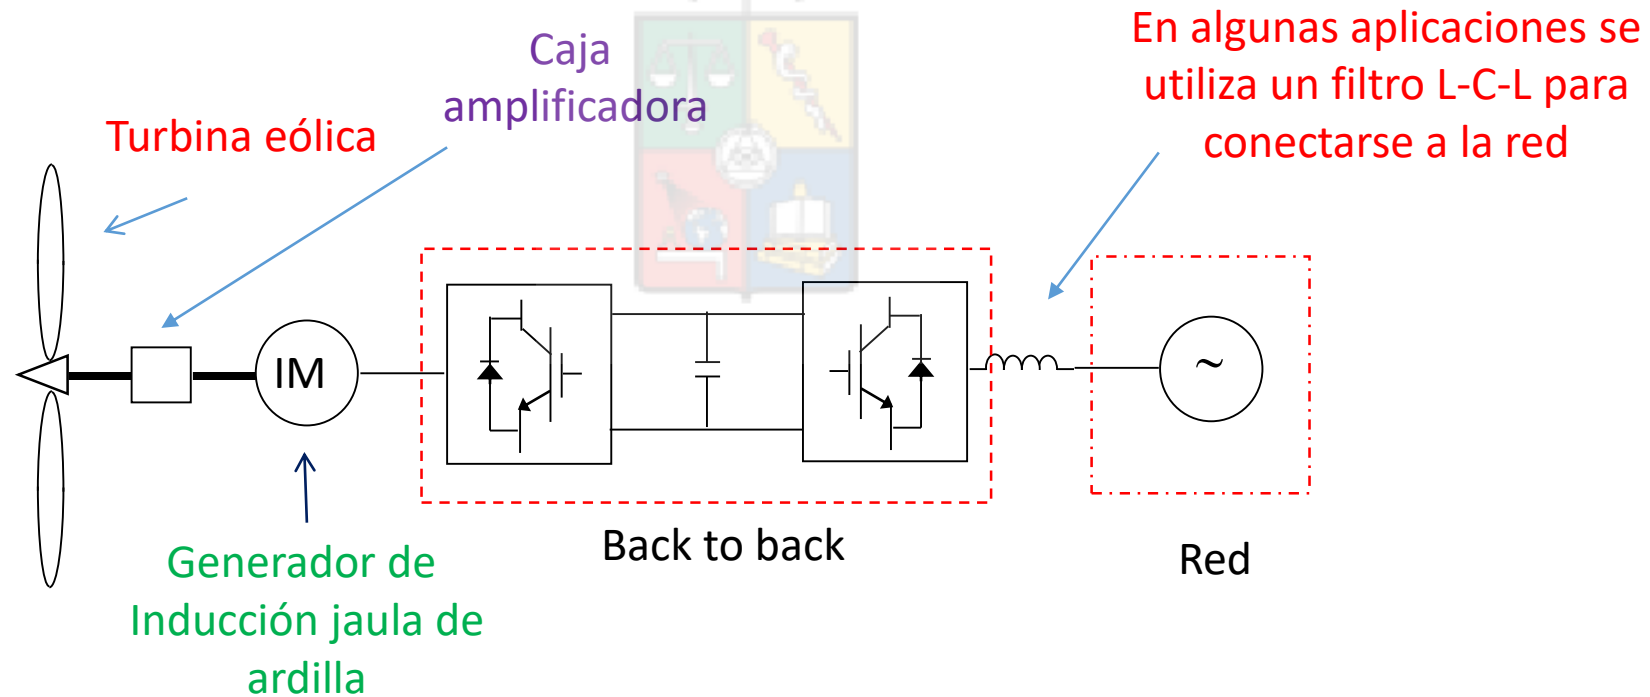 En algunas aplicaciones se
utiliza un filtro L-C-L para
conectarse a la red
Caja
amplificadora
Turbina eólica
IM
~
Back to back
Red
Generador de
Inducción jaula de
ardilla